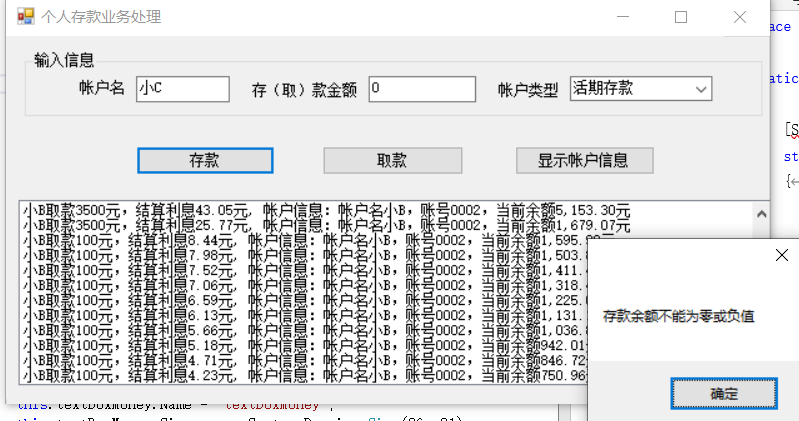 个人存款业务处理
输入信息
帐户名 小C 存（取）款金额 0 帐户类型 活期存款
存款 取款 显示帐户信息
小B取款3500元，结算利息43.05元，帐户信息：帐户名小B，账号0002，当前余额5,153.30元
小B取款3500元，结算利息25.77元，帐户信息：帐户名小B，账号0002，当前余额1,679.07元
小B取款100元，结算利息8.44元，帐户信息：帐户名小B，账号0002，当前余额1,595.
小B取款100元，结算利息7.98元，帐户信息：帐户名小B，账号0002，当前余额1,503.
小B取款100元，结算利息7.52元，帐户信息：帐户名小B，账号0002，当前余额1,411.
小B取款100元，结算利息7.06元，帐户信息：帐户名小B，账号0002，当前余额1,318.
小B取款100元，结算利息6.59元，帐户信息：帐户名小B，账号0002，当前余额1,225.
小B取款100元，结算利息6.13元，帐户信息：帐户名小B，账号0002，当前余额1,131.
小B取款100元，结算利息5.66元，帐户信息：帐户名小B，账号0002，当前余额1,036.
小B取款100元，结算利息5.18元，帐户信息：帐户名小B，账号0002，当前余额942.01
小B取款100元，结算利息4.71元，帐户信息：帐户名小B，账号0002，当前余额846.72
小B取款100元，结算利息4.23元，帐户信息：帐户名小B，账号0002，当前余额750.96
存款余额不能为零或负值
确定
ace
atic
[S
st
{